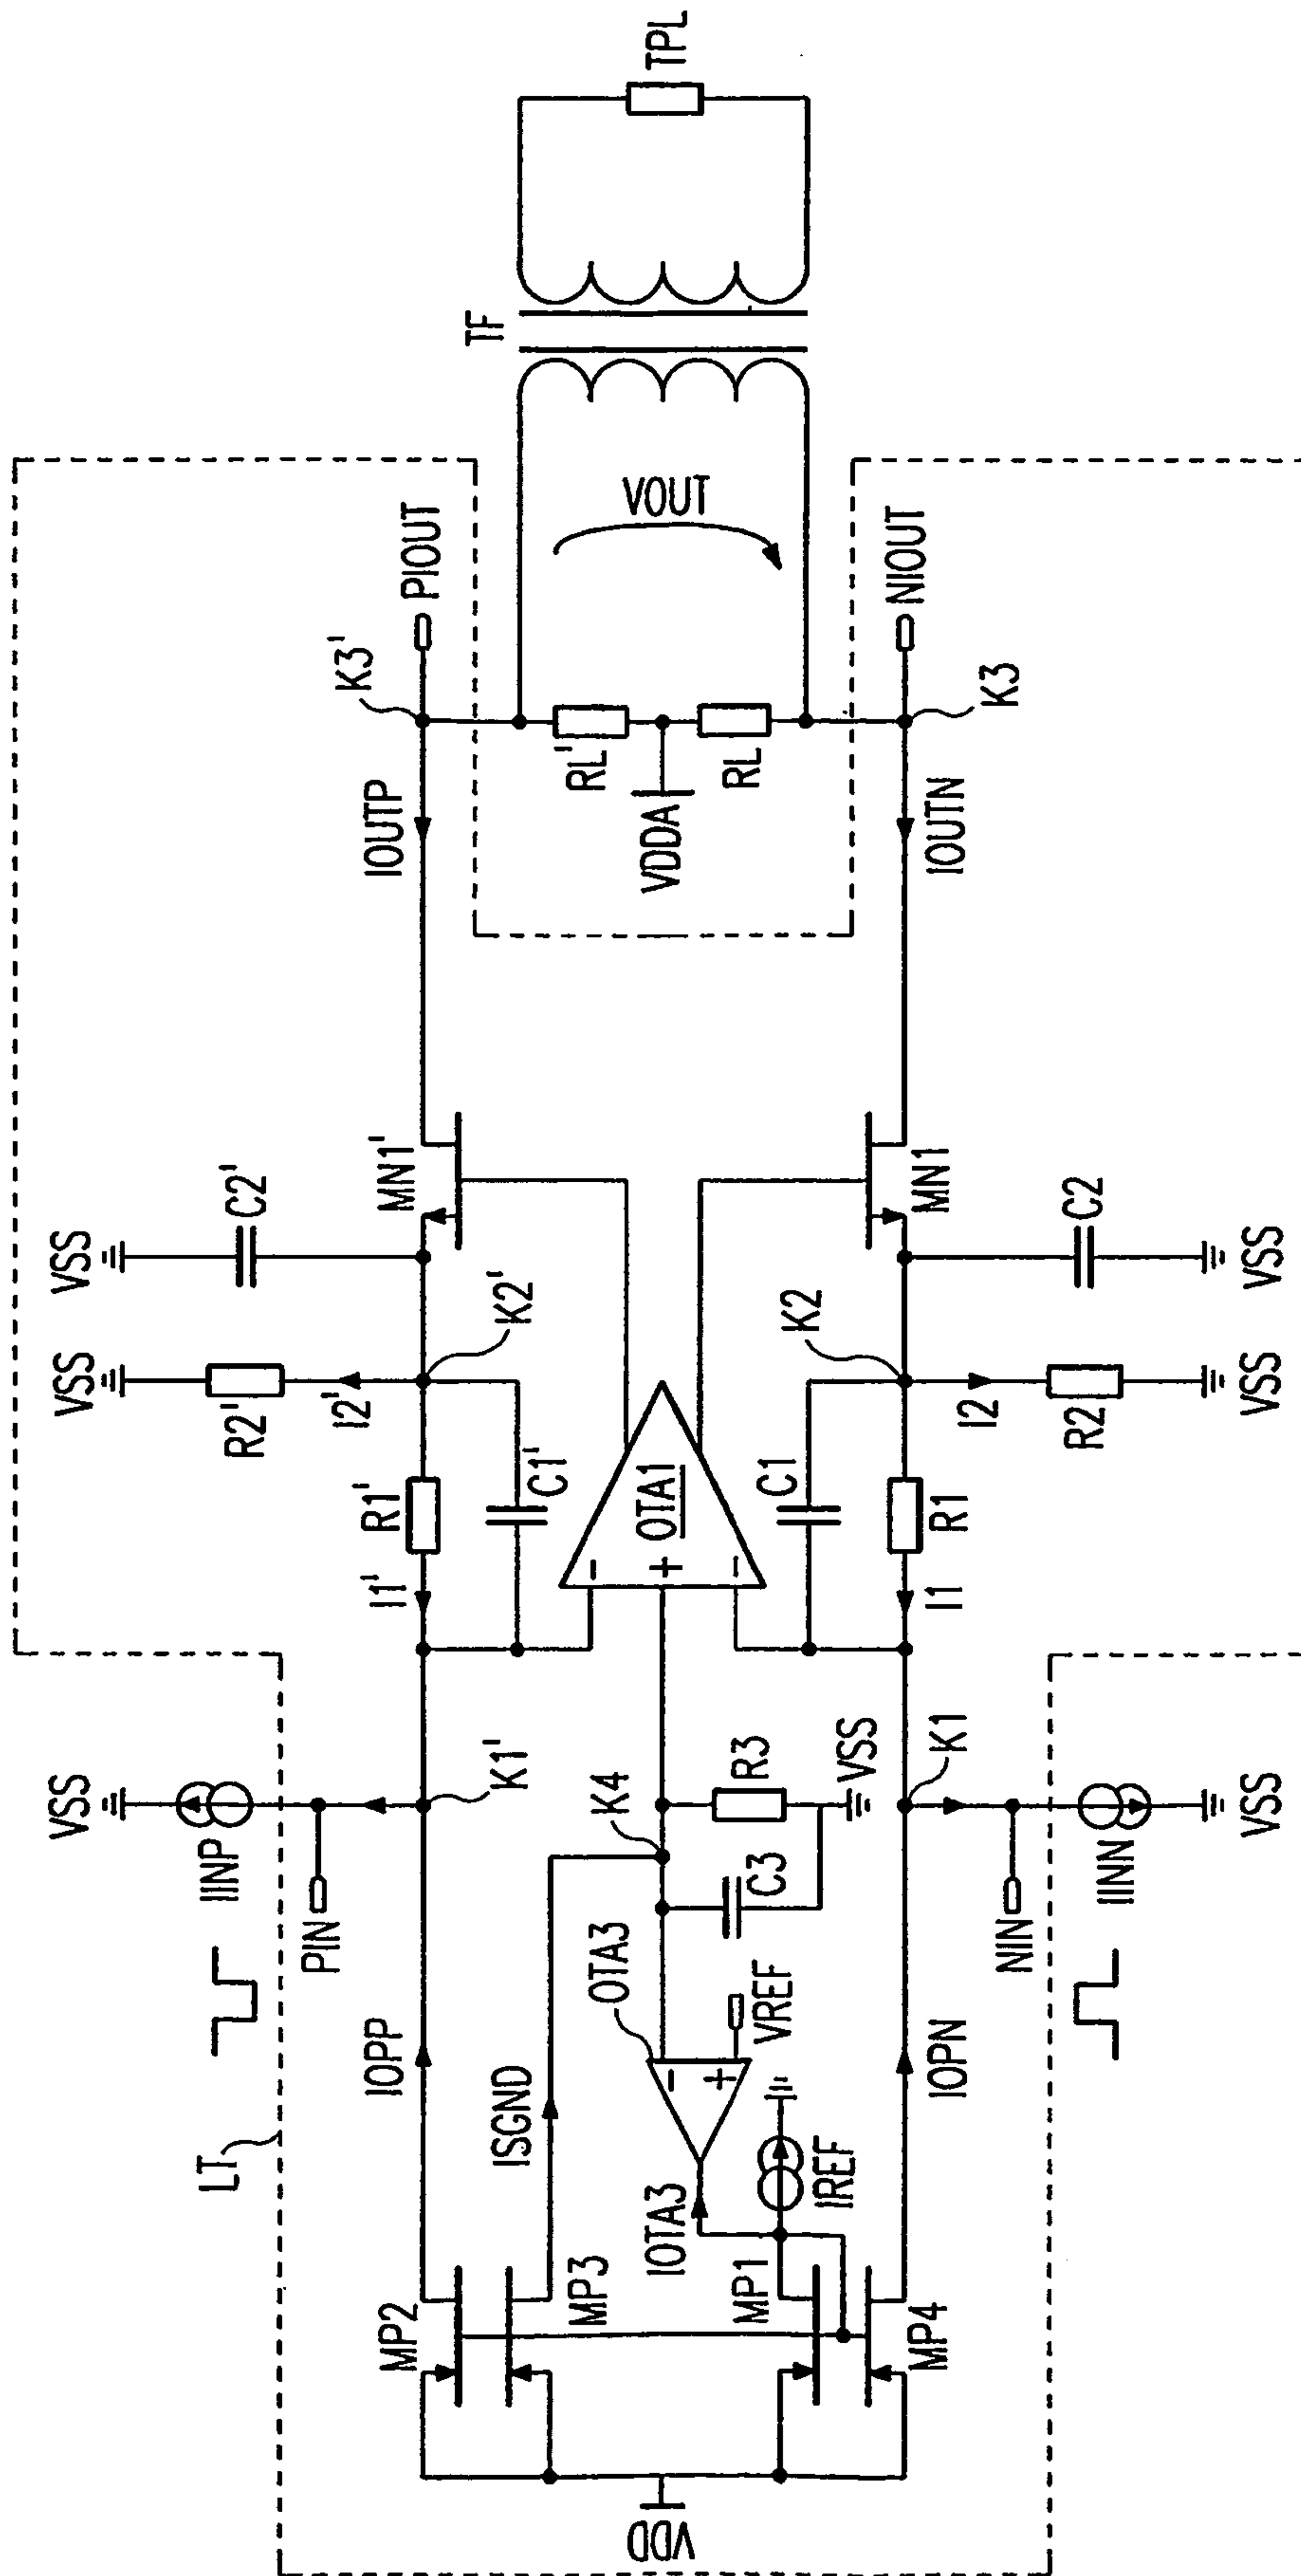 LT
VDD
MP2
MP3
MP1
MP4
IOPP
ISGND
IOTA3
IREF
IOPN
OTA3
-
+
VREF
PIN
IINP
VSS
K1'
K4
C3
R3
VSS
K1
NIN
IINN
VSS
I1'
R1'
C1'
-
+
-
OTA1
C1
R1
I1
VSS
R2'
I2'
K2'
K2
I2
R2
VSS
VSS
C2'
MN1'
MN1
C2
VSS
IOUTP
K3'
PIOUT
RL'
VDDA
RL
VOUT
IOUTN
K3
NIOUT
TF
TPL